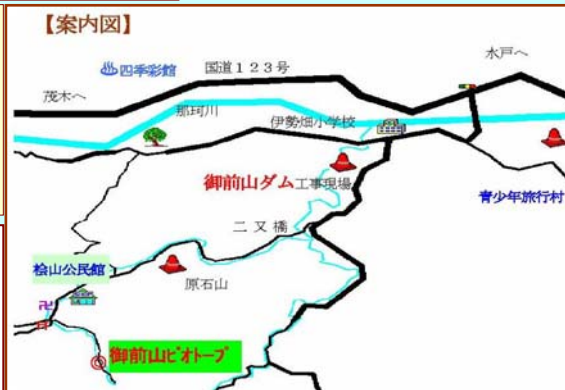 【案内図】
水戸へ
四季彩館
国道123号
茂木へ
那珂川
伊勢畑小学校
御前山ダム工事現場
青少年旅行村
二又橋
桧山公民館
原石山
御前山ビオトープ